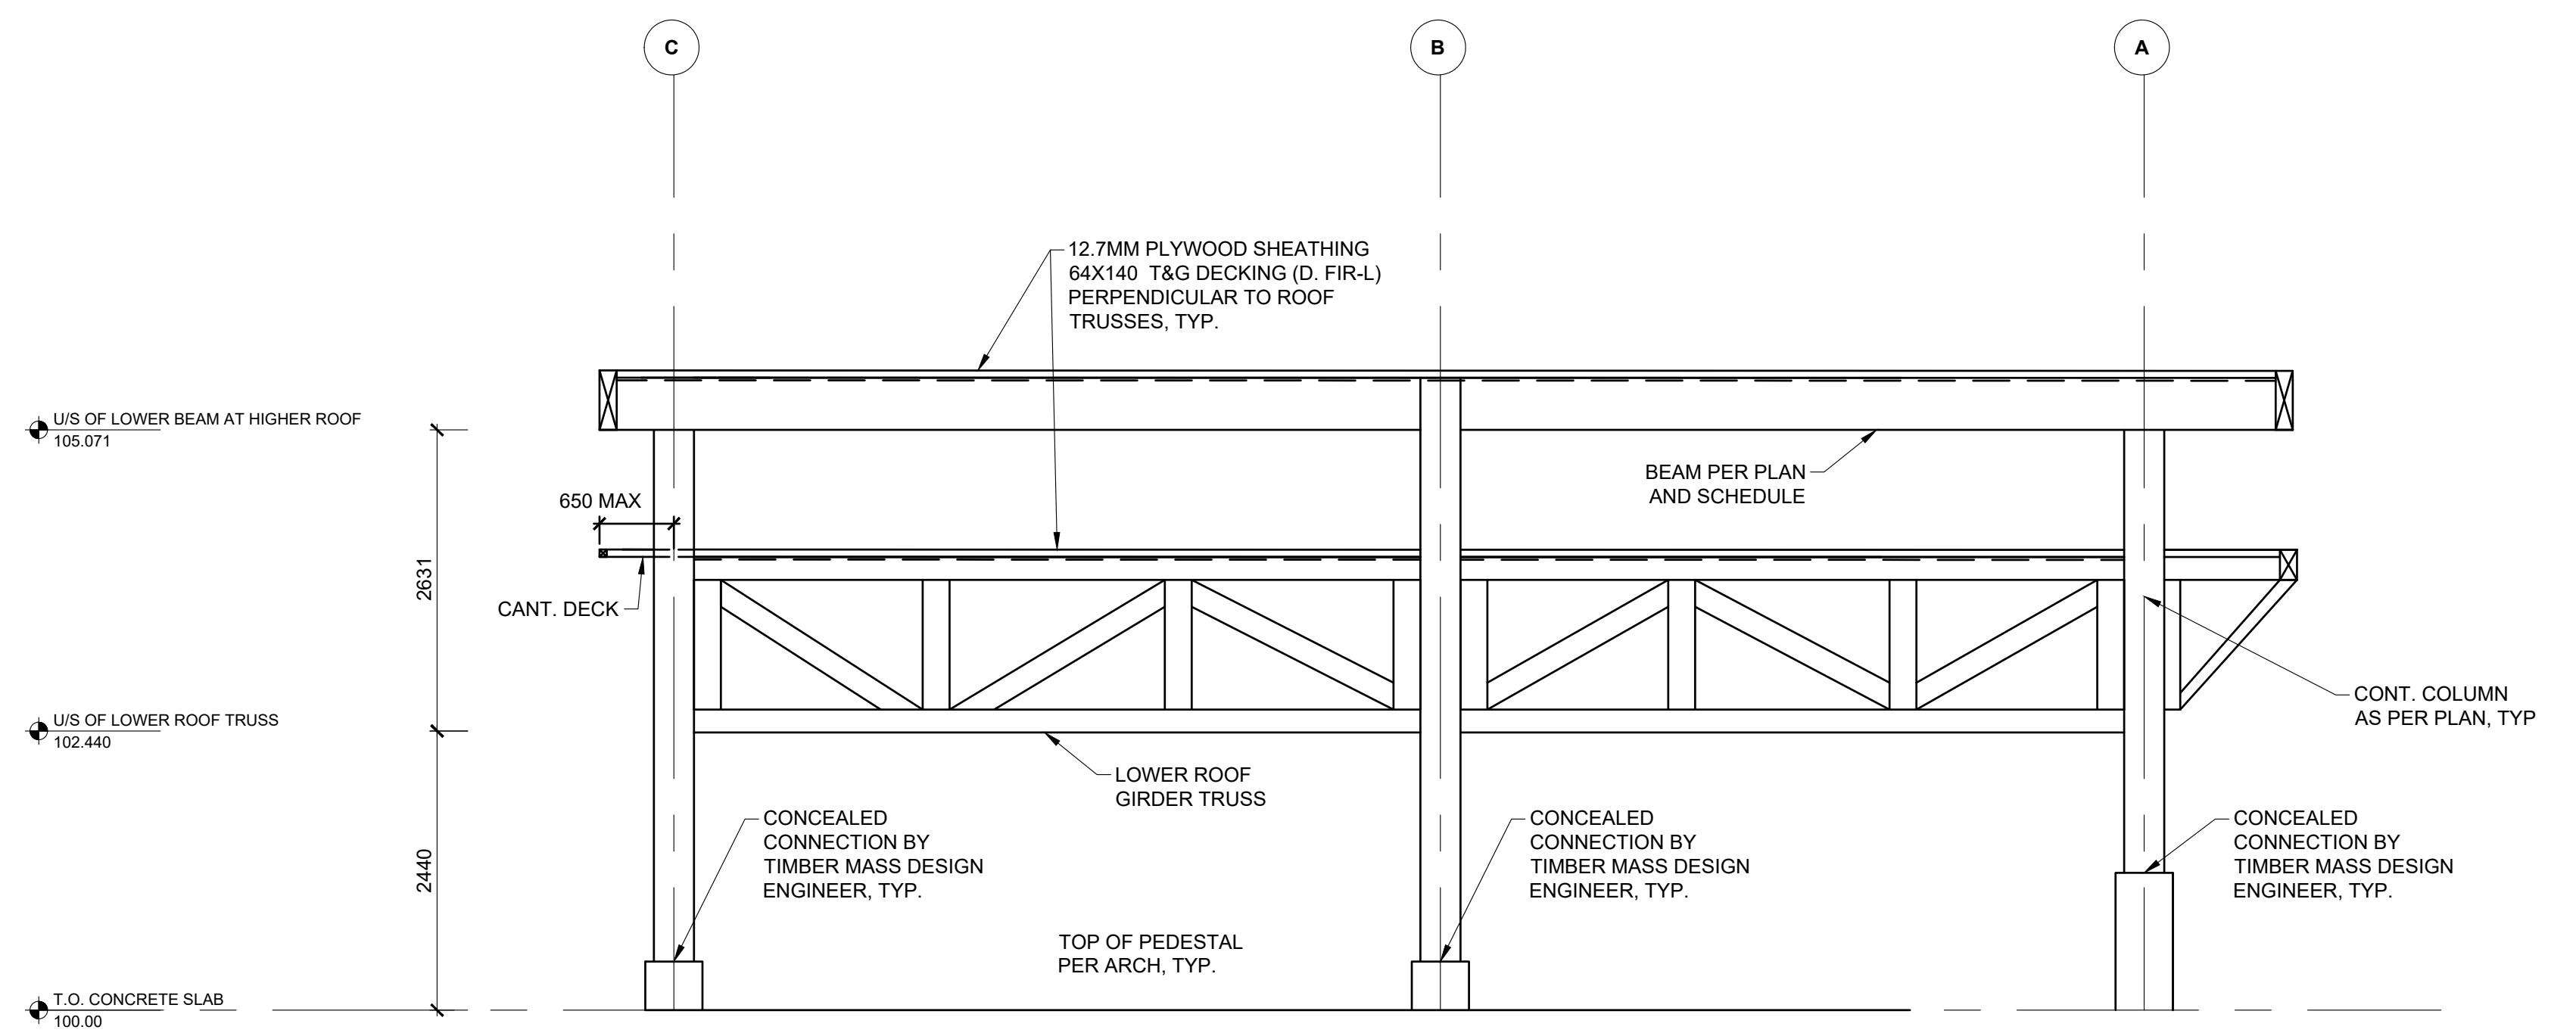 C
B
A
12.7MM PLYWOOD SHEATHING
64X140 T&G DECKING (D. FIR-L)
PERPENDICULAR TO ROOF
TRUSSES, TYP.
U/S OF LOWER BEAM AT HIGHER ROOF
105.071
BEAM PER PLAN
AND SCHEDULE
650 MAX
2631
CANT. DECK
CONT. COLUMN
AS PER PLAN, TYP
U/S OF LOWER ROOF TRUSS
102.440
LOWER ROOF
GIRDER TRUSS
2440
CONCEALED
CONNECTION BY
TIMBER MASS DESIGN
ENGINEER, TYP.
CONCEALED
CONNECTION BY
TIMBER MASS DESIGN
ENGINEER, TYP.
CONCEALED
CONNECTION BY
TIMBER MASS DESIGN
ENGINEER, TYP.
TOP OF PEDESTAL
PER ARCH, TYP.
T.O. CONCRETE SLAB
100.00